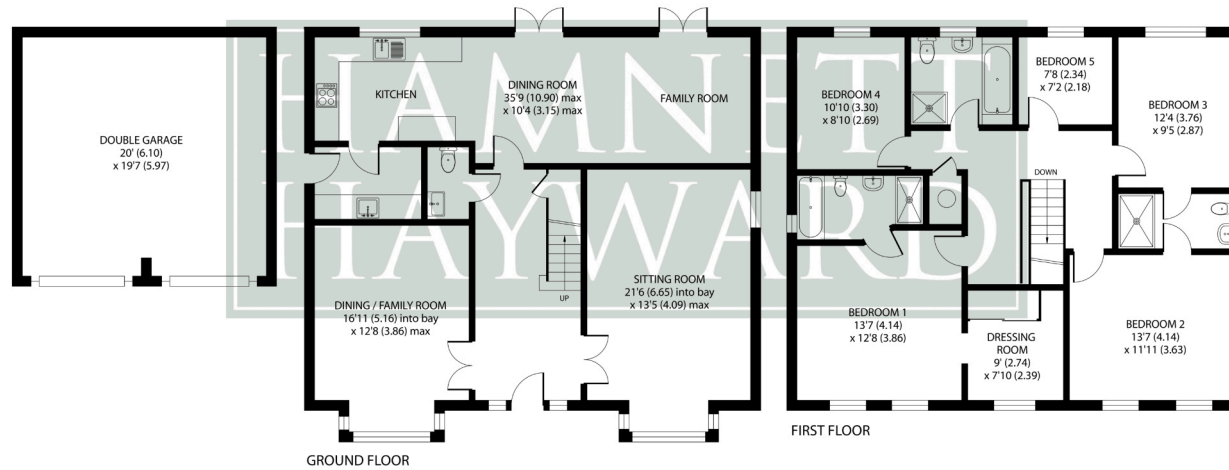 HAMNETT
HAYWARD
DOUBLE GARAGE
20' (6.10)
x 19'7 (5.97)
KITCHEN
DINING ROOM
35'9 (10.90) max
x 10'4 (3.15) max
FAMILY ROOM
DINING / FAMILY ROOM
16'11 (5.16) into bay
x 12'8 (3.86) max
UP
SITTING ROOM
21'6 (6.65) into bay
x 13'5 (4.09) max
GROUND FLOOR
BEDROOM 4
10'10 (3.30)
x 8'10 (2.69)
BEDROOM 5
7'8 (2.34)
x 7'2 (2.18)
BEDROOM 3
12'4 (3.76)
x 9'5 (2.87)
DOWN
BEDROOM 1
13'7 (4.14)
x 12'8 (3.86)
DRESSING
ROOM
9' (2.74)
x 7'10 (2.39)
BEDROOM 2
13'7 (4.14)
x 11'11 (3.63)
FIRST FLOOR